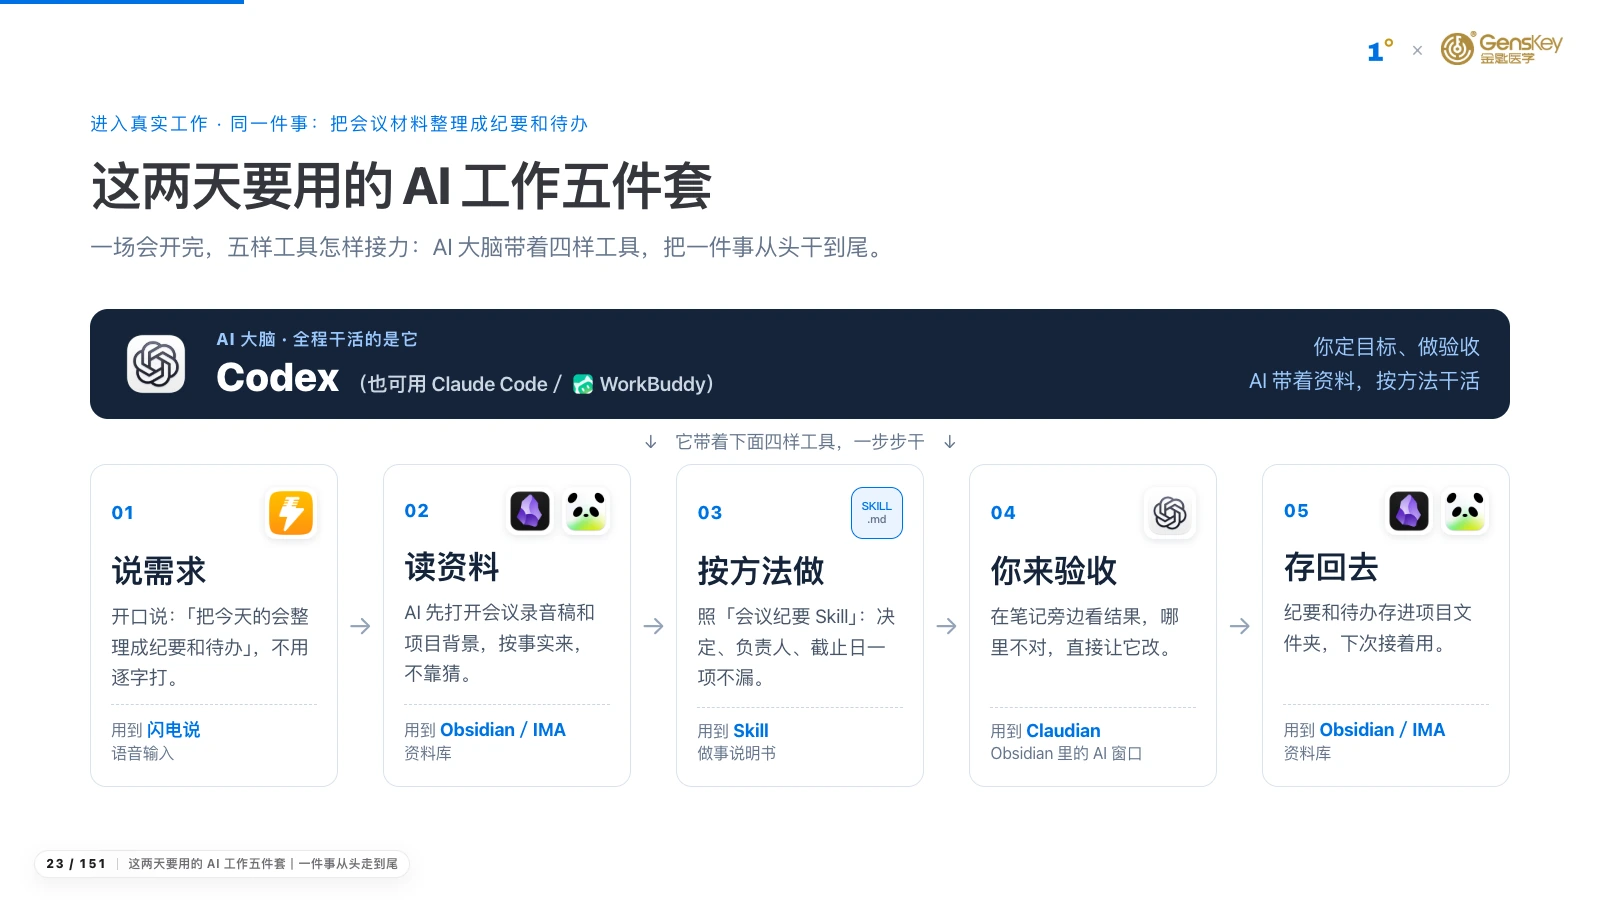 1° × GensKey®
金匙医学
进入真实工作 · 同一件事：把会议材料整理成纪要和待办
这两天要用的 AI 工作五件套
一场会开完，五样工具怎样接力：AI 大脑带着四样工具，把一件事从头干到尾。
AI 大脑 · 全程干活的是它
Codex（也可用 Claude Code / WorkBuddy）
你定目标、做验收
AI 带着资料，按方法干活
↓ 它带着下面四样工具，一步步干 ↓
01
说需求
开口说：「把今天的会整
理成纪要和待办」，不用
逐字打。
用到 闪电说
语音输入
→
02
读资料
AI 先打开会议录音稿和
项目背景，按事实来，
不靠猜。
用到 Obsidian / IMA
资料库
→
03
SKILL
.md
按方法做
照「会议纪要 Skill」：决
定、负责人、截止日一
项不漏。
用到 Skill
做事说明书
→
04
你来验收
在笔记旁边看结果，哪
里不对，直接让它改。
用到 Claudian
Obsidian 里的 AI 窗口
→
05
存回去
纪要和待办存进项目文
件夹，下次接着用。
用到 Obsidian / IMA
资料库
23 / 151 | 这两天要用的 AI 工作五件套 | 一件事从头走到尾